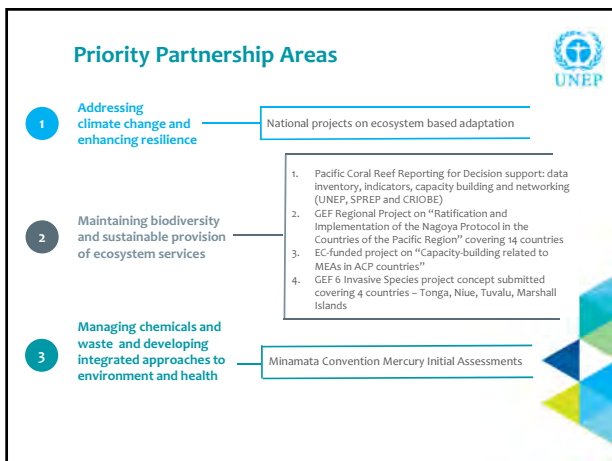 Priority Partnership Areas
UNEP
1
Addressing
climate change and
enhancing resilience
National projects on ecosystem based adaptation
2
Maintaining biodiversity
and sustainable provision
of ecosystem services
1. Pacific Coral Reef Reporting for Decision support: data
inventory, indicators, capacity building and networking
(UNEP, SPREP and CRIOBE)
2. GEF Regional Project on “Ratification and
Implementation of the Nagoya Protocol in the
Countries of the Pacific Region” covering 14 countries
3. EC-funded project on “Capacity-building related to
MEAs in ACP countries”
4. GEF 6 Invasive Species project concept submitted
covering 4 countries – Tonga, Niue, Tuvalu, Marshall
Islands
3
Managing chemicals and
waste and developing
integrated approaches to
environment and health
Minamata Convention Mercury Initial Assessments